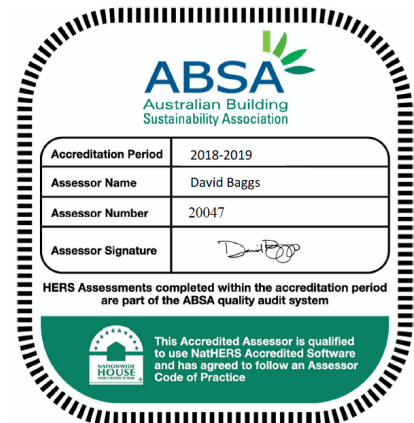 ABSA
Australian Building
Sustainability Association
Accreditation Period 2018-2019
Assessor Name David Baggs
Assessor Number 20047
Assessor Signature David Baggs
HERS Assessments completed within the accreditation period
are part of the ABSA quality audit system
This Accredited Assessor is qualified
to use NatHERS Accredited Software
and has agreed to follow an Assessor
Code of Practice
NATIONWIDE
HOUSE